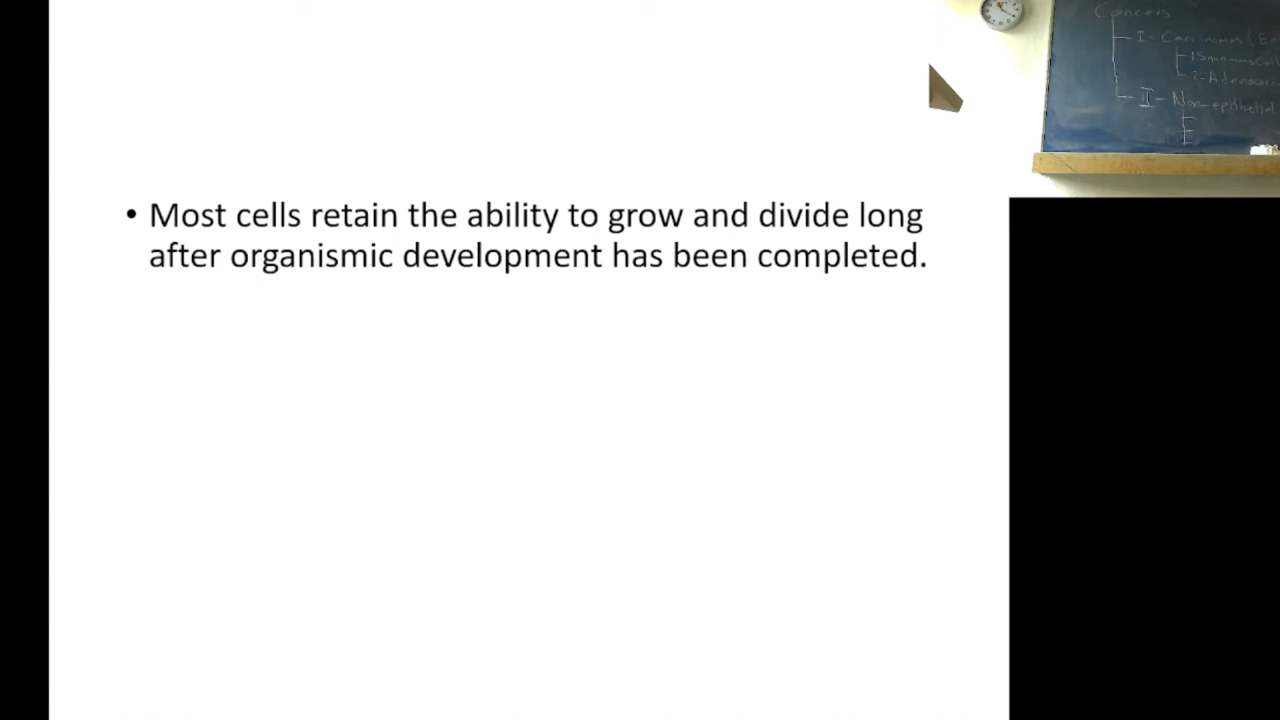 • Most cells retain the ability to grow and divide long
after organismic development has been completed.
Cancers
I- Carcinomas (
1 Squamous Cell
2-
II- Non-epithelial